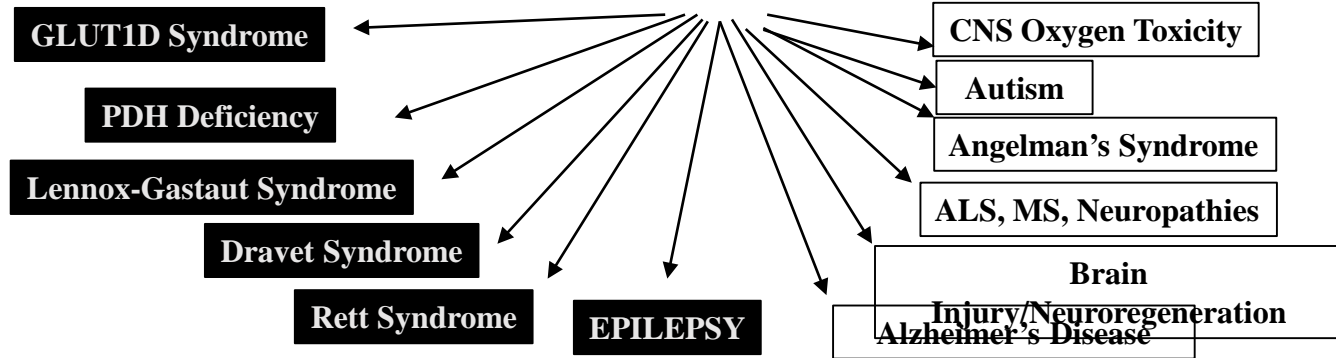 GLUT1D Syndrome
PDH Deficiency
Lennox-Gastaut Syndrome
Dravet Syndrome
Rett Syndrome
EPILEPSY
CNS Oxygen Toxicity
Autism
Angelman's Syndrome
ALS, MS, Neuropathies
Brain
Injury/Neuroregeneration
Alzheimer's Disease